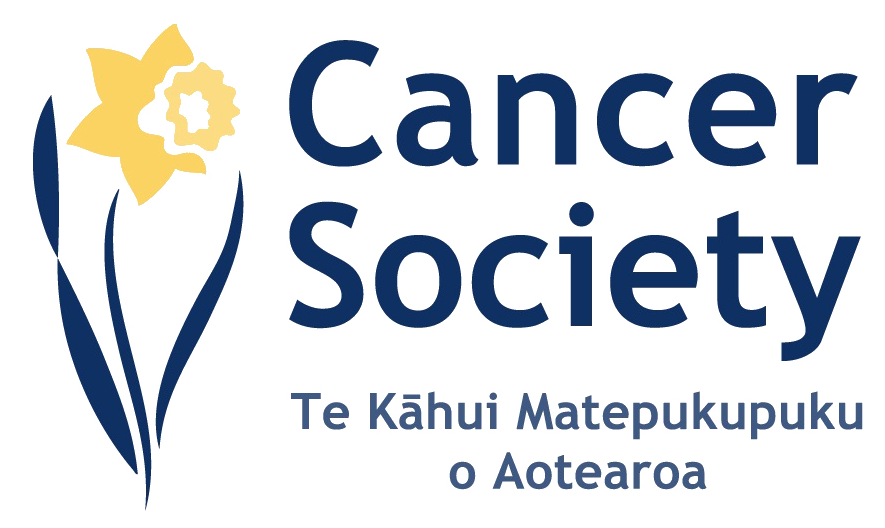 Cancer
Society
Te Kāhui Matepukupuku
o Aotearoa